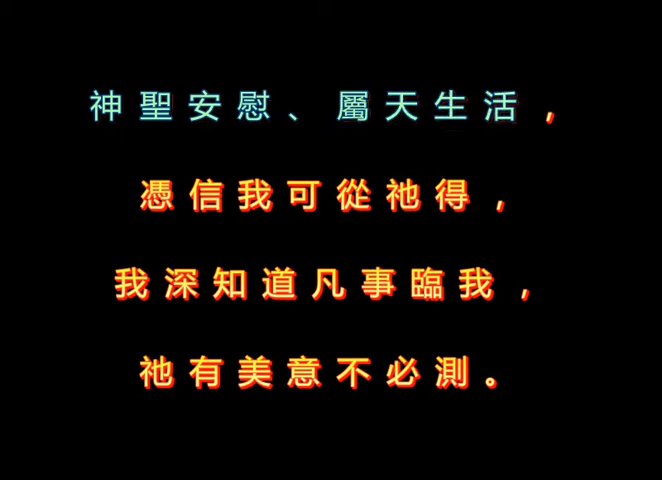 神聖安慰、屬天生活，
憑信我可從祂得，
我深知道凡事臨我，
祂有美意不必測。